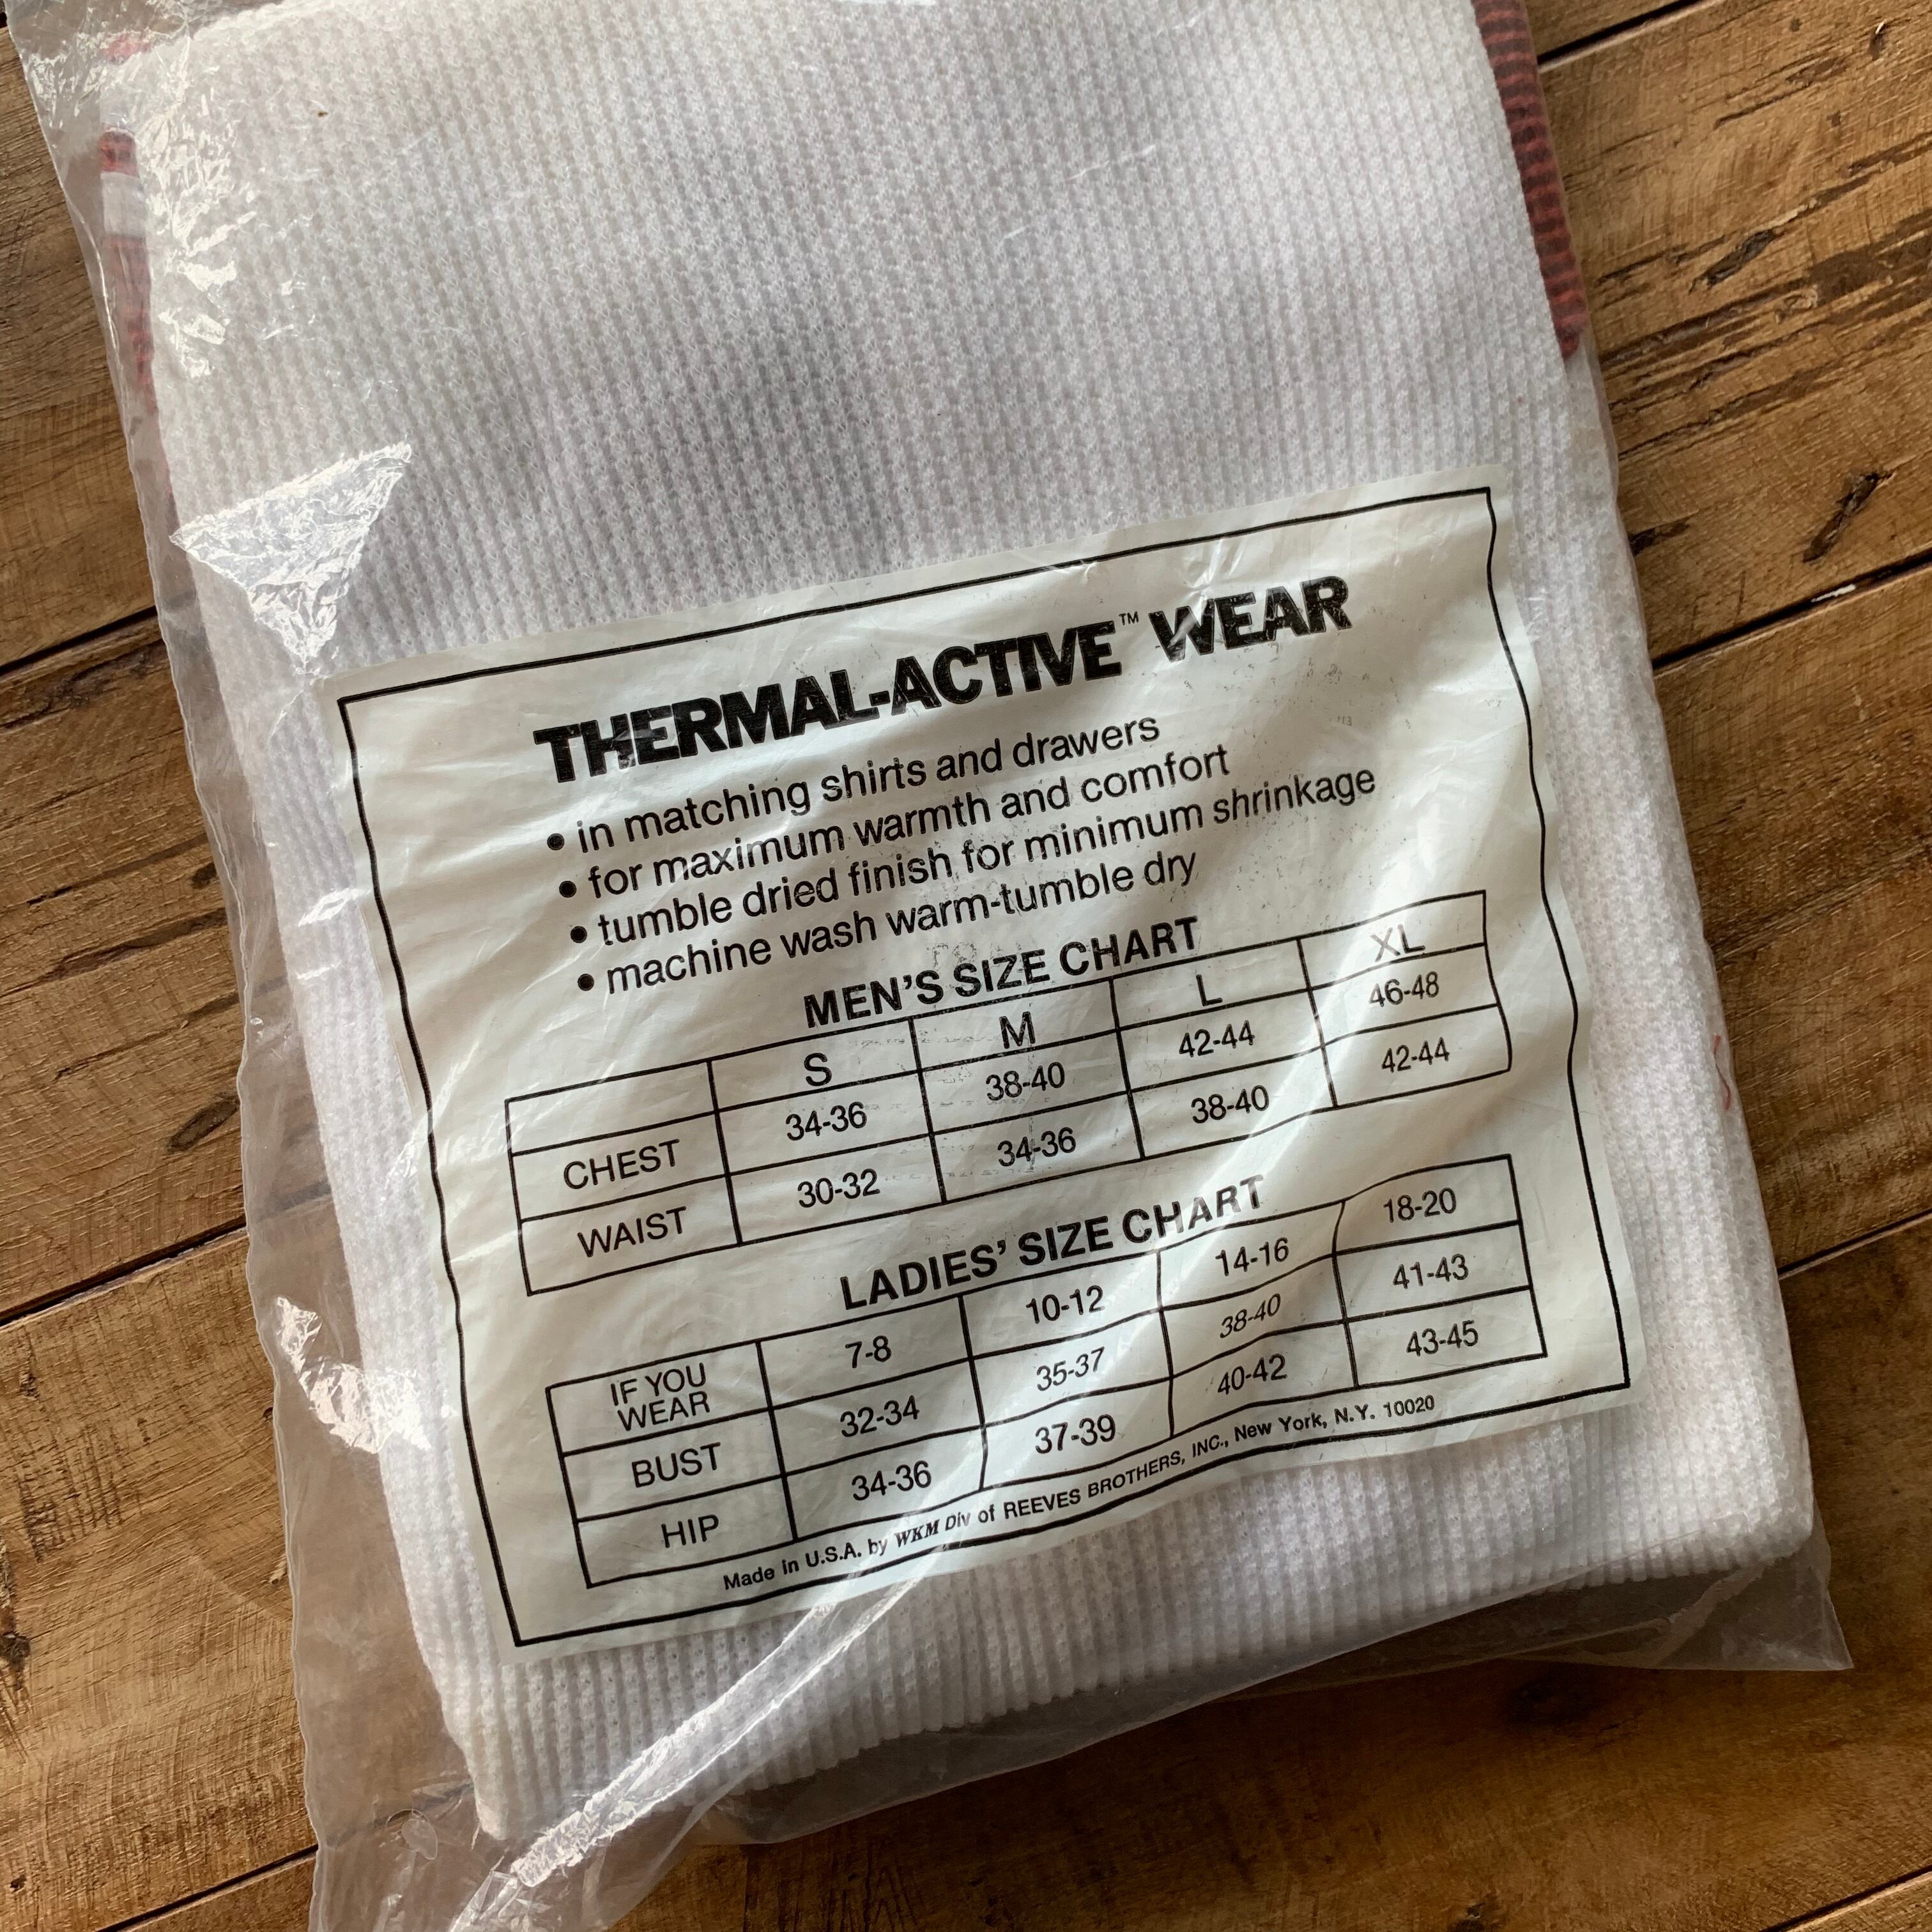 THERMAL-ACTIVE™ WEAR
• in matching shirts and drawers
• for maximum warmth and comfort
• tumble dried finish for minimum shrinkage
• machine wash warm-tumble dry
MEN'S SIZE CHART
S M L XL
CHEST 34-36 38-40 42-44 46-48
WAIST 30-32 34-36 38-40 42-44
LADIES' SIZE CHART
IF YOU
WEAR 7-8 10-12 14-16 18-20
BUST 32-34 35-37 38-40 41-43
HIP 34-36 37-39 40-42 43-45
Made in U.S.A. by WKM Div of REEVES BROTHERS, INC., New York, N.Y. 10020